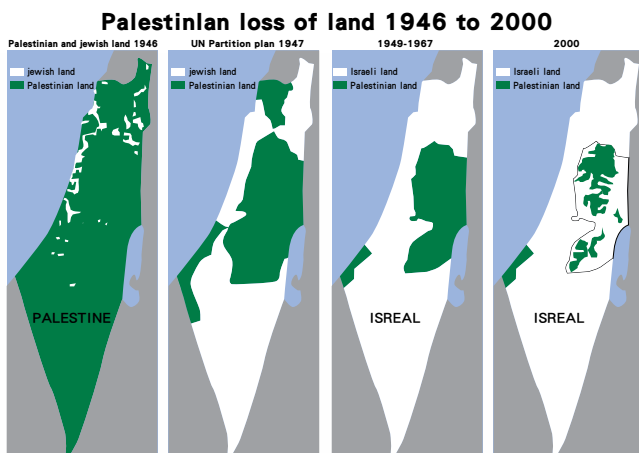 Palestinlan loss of land 1946 to 2000
Palestinian and jewish land 1946
UN Partition plan 1947
1949-1967
2000
jewish land
Palestinian land
jewish land
Palestinian land
Israeli land
Palestinian land
Israeli land
Palestinian land
PALESTINE
ISREAL
ISREAL